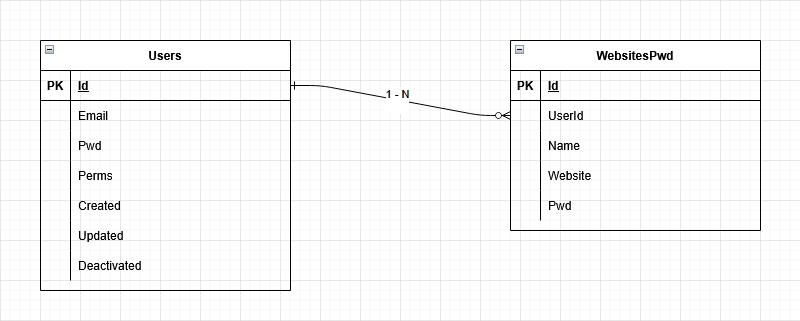 Users
PK Id
Email
Pwd
Perms
Created
Updated
Deactivated
1 - N
WebsitesPwd
PK Id
UserId
Name
Website
Pwd